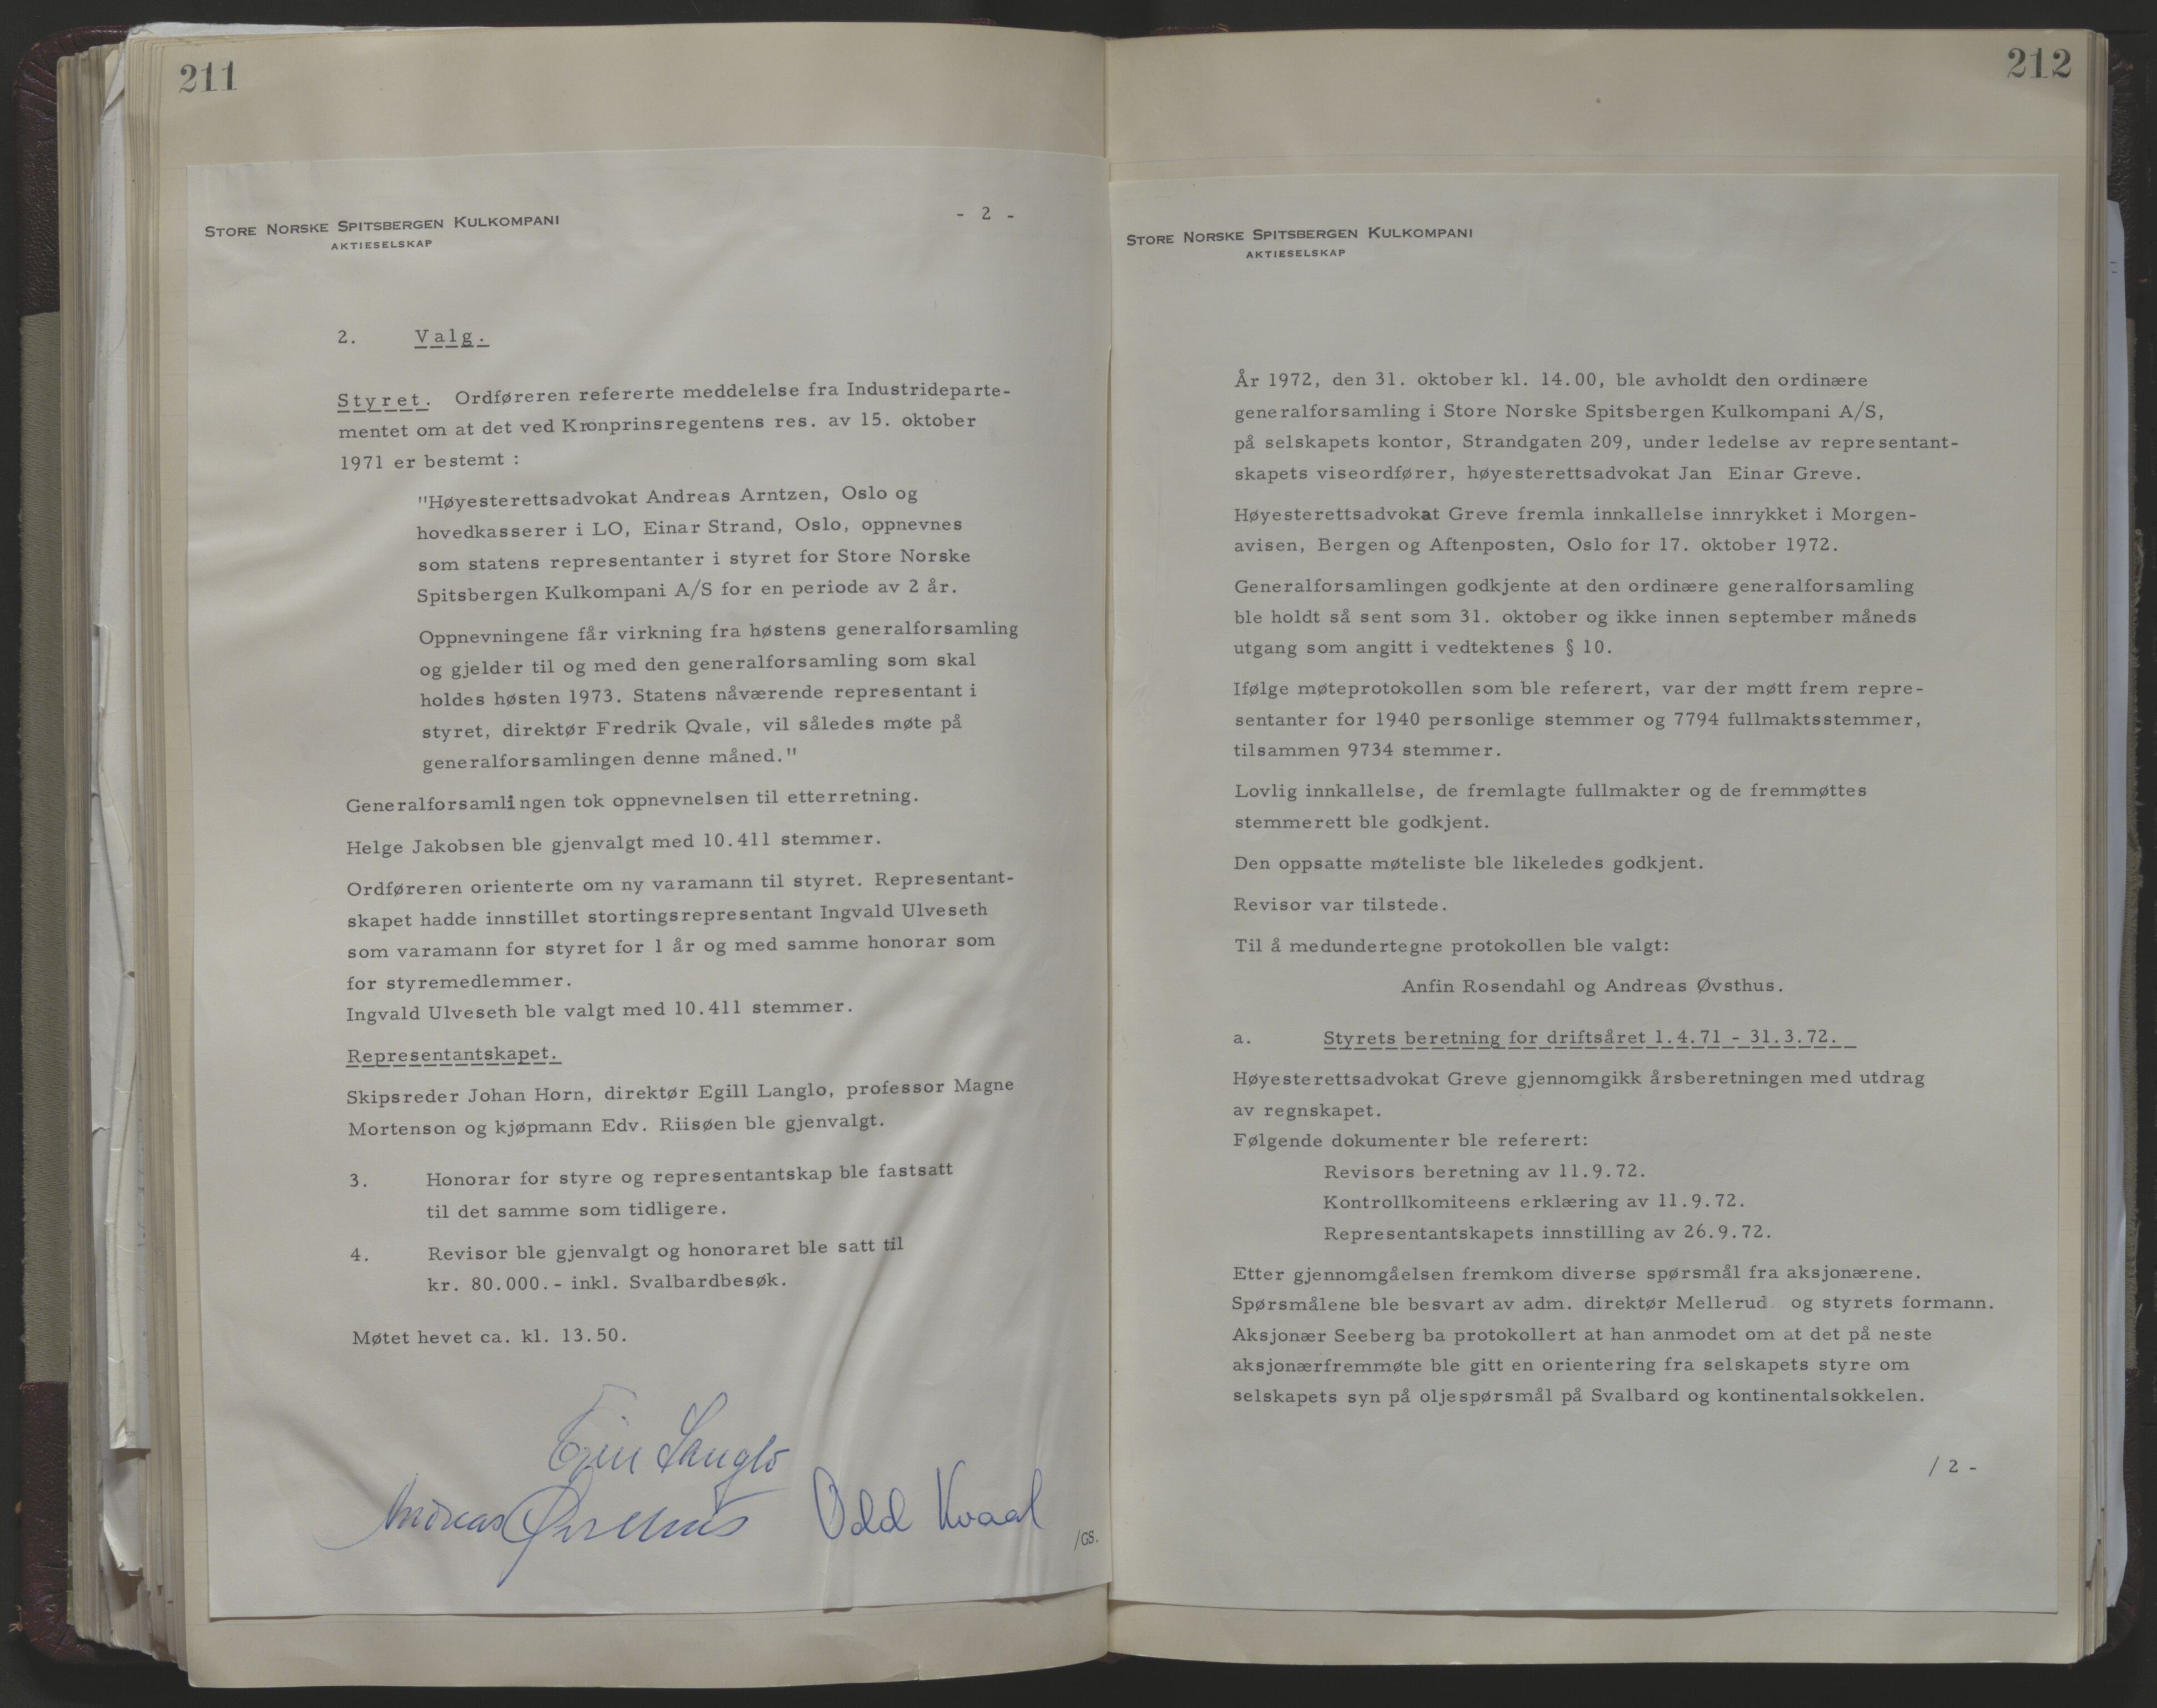 211
STORE NORSKE SPITSBERGEN KULKOMPANI
AKTIESELSKAP
- 2 -
2. Valg.
Styret. Ordføreren refererte meddelelse fra Industrideparte-
mentet om at det ved Kronprinsregentens res. av 15. oktober
1971 er bestemt :
"Høyesterettsadvokat Andreas Arntzen, Oslo og
hovedkasserer i LO, Einar Strand, Oslo, oppnevnes
som statens representanter i styret for Store Norske
Spitsbergen Kulkompani A/S for en periode av 2 år.
Oppnevningene får virkning fra høstens generalforsamling
og gjelder til og med den generalforsamling som skal
holdes høsten 1973. Statens nåværende representant i
styret, direktør Fredrik Qvale, vil således møte på
generalforsamlingen denne måned."
Generalforsamlingen tok oppnevnelsen til etterretning.
Helge Jakobsen ble gjenvalgt med 10.411 stemmer.
Ordføreren orienterte om ny varamann til styret. Representant-
skapet hadde innstillet stortingsrepresentant Ingvald Ulveseth
som varamann for styret for 1 år og med samme honorar som
for styremedlemmer.
Ingvald Ulveseth ble valgt med 10.411 stemmer.
Representantskapet.
Skipsreder Johan Horn, direktør Egill Langlo, professor Magne
Mortenson og kjøpmann Edv. Riisøen ble gjenvalgt.
3. Honorar for styre og representantskap ble fastsatt
til det samme som tidligere.
4. Revisor ble gjenvalgt og honoraret ble satt til
kr. 80.000.- inkl. Svalbardbesøk.
Møtet hevet ca. kl. 13.50.
Egill Langlo
Andreas Øvsthus Odd Kvaal
/GS.
212
STORE NORSKE SPITSBERGEN KULKOMPANI
AKTIESELSKAP
År 1972, den 31. oktober kl. 14.00, ble avholdt den ordinære
generalforsamling i Store Norske Spitsbergen Kulkompani A/S,
på selskapets kontor, Strandgaten 209, under ledelse av representant-
skapets viseordfører, høyesterettsadvokat Jan Einar Greve.
Høyesterettsadvokat Greve fremla innkallelse innrykket i Morgen-
avisen, Bergen og Aftenposten, Oslo for 17. oktober 1972.
Generalforsamlingen godkjente at den ordinære generalforsamling
ble holdt så sent som 31. oktober og ikke innen september måneds
utgang som angitt i vedtektenes § 10.
Ifølge møteprotokollen som ble referert, var der møtt frem repre-
sentanter for 1940 personlige stemmer og 7794 fullmaktsstemmer,
tilsammen 9734 stemmer.
Lovlig innkallelse, de fremlagte fullmakter og de fremmøttes
stemmerett ble godkjent.
Den oppsatte møteliste ble likeledes godkjent.
Revisor var tilstede.
Til å medundertegne protokollen ble valgt:
Anfin Rosendahl og Andreas Øvsthus.
a. Styrets beretning for driftsåret 1.4.71 - 31.3.72.
Høyesterettsadvokat Greve gjennomgikk årsberetningen med utdrag
av regnskapet.
Følgende dokumenter ble referert:
Revisors beretning av 11.9.72.
Kontrollkomiteens erklæring av 11.9.72.
Representantskapets innstilling av 26.9.72.
Etter gjennomgåelsen fremkom diverse spørsmål fra aksjonærene.
Spørsmålene ble besvart av adm. direktør Mellerud og styrets formann.
Aksjonær Seeberg ba protokollert at han anmodet om at det på neste
aksjonærfremmøte ble gitt en orientering fra selskapets styre om
selskapets syn på oljespørsmål på Svalbard og kontinentalsokkelen.
/ 2 -